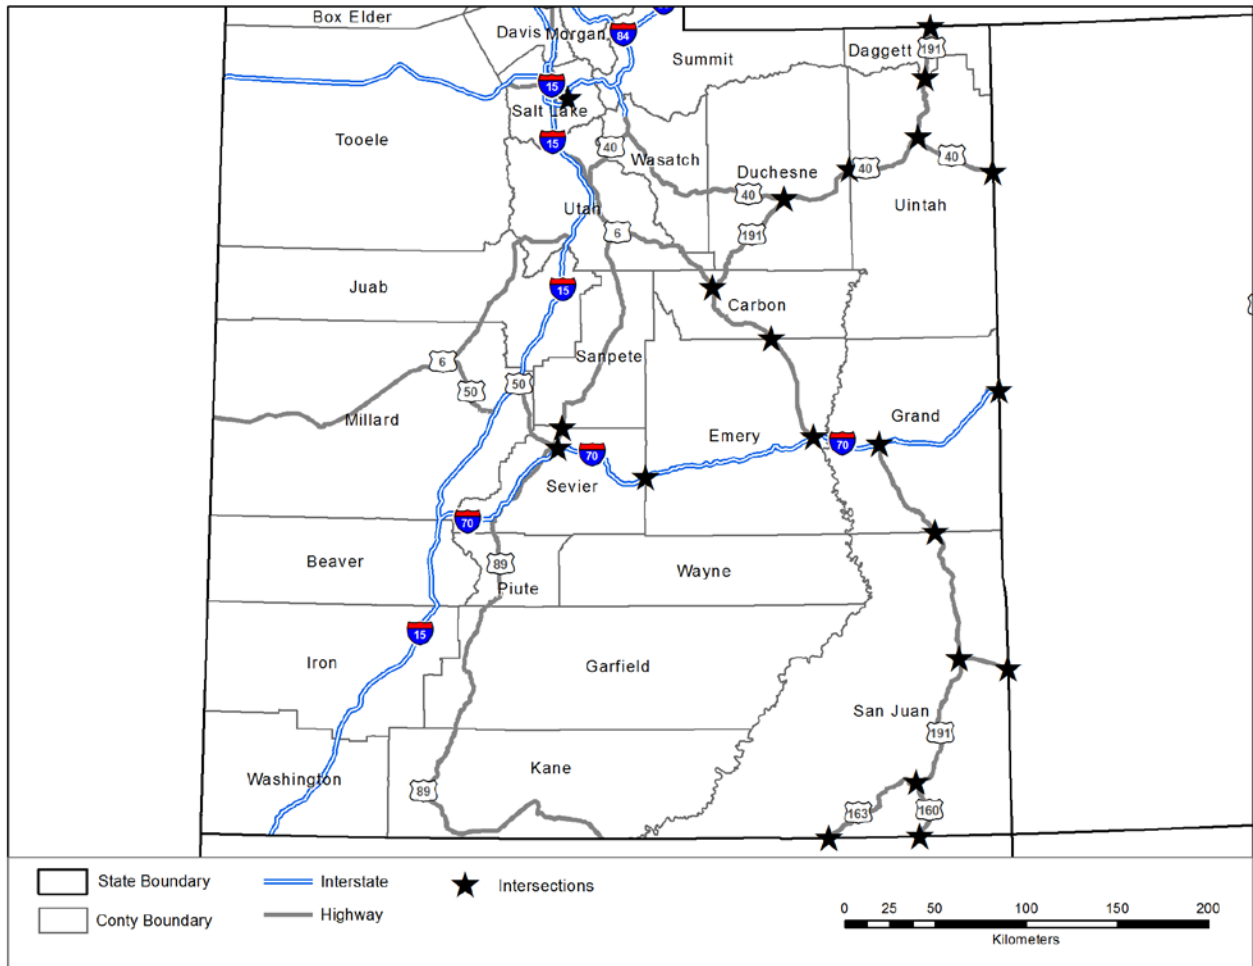 Box Elder
Davis
Morgan
84
Summit
Daggett
191
15
Salt Lake
Tooele
15
40
Wasatch
Duchesne
40
40
40
Uintah
Utah
6
191
Juab
15
Carbon
Sanpete
6
50
50
Millard
Emery
70
Grand
70
Sevier
70
Beaver
89
Piute
Wayne
15
Iron
Garfield
San Juan
191
Washington
Kane
89
163
160
State Boundary
Interstate
Intersections
Conty Boundary
Highway
0 25 50 100 150 200
Kilometers